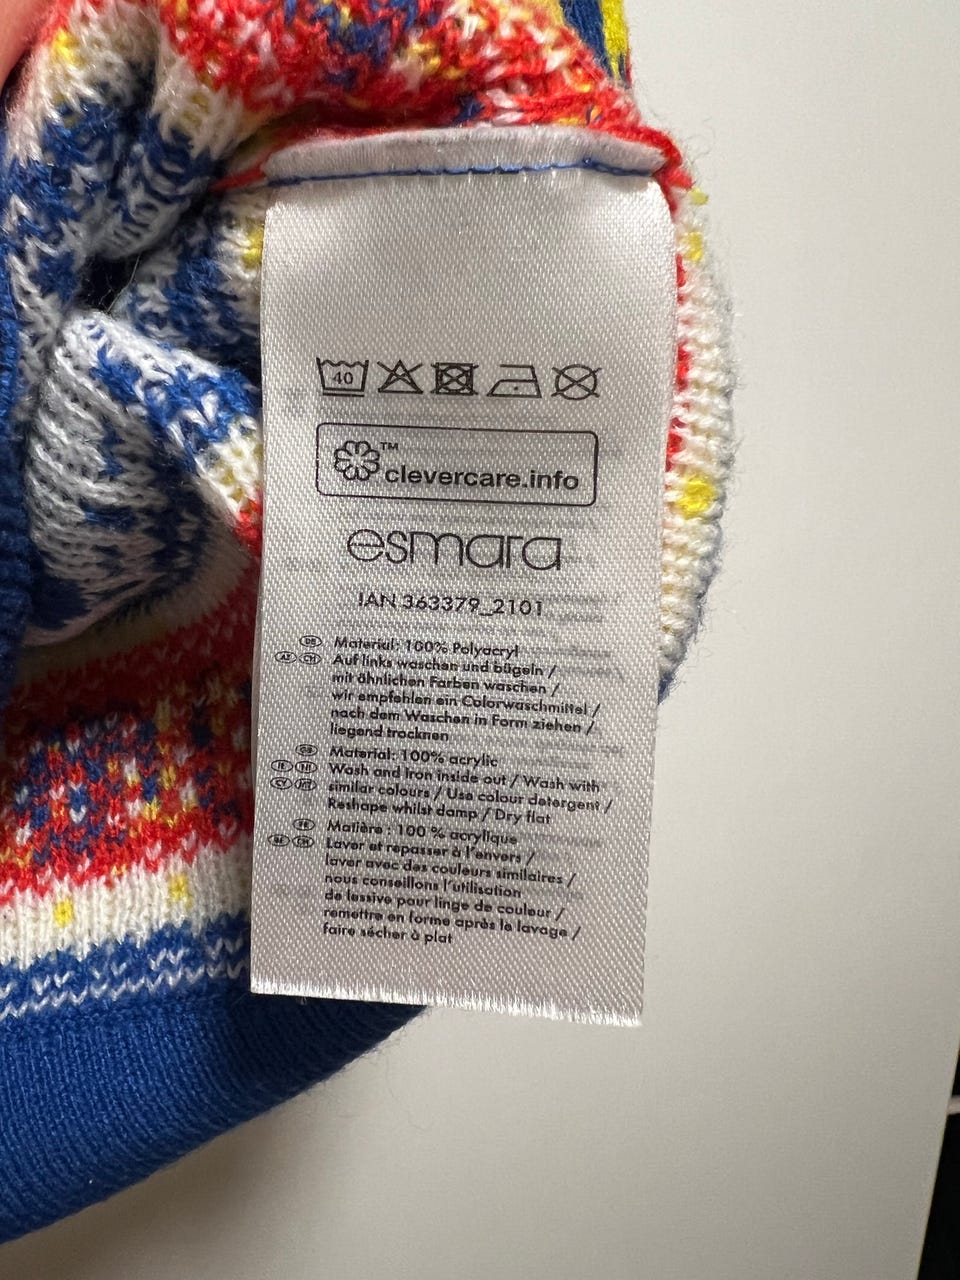 40
™
clevercare.info
esmara
IAN 363379_2101
DE Material: 100% Polyacryl
AT CH Auf links waschen und bügeln /
mit ähnlichen Farben waschen /
wir empfehlen ein Colorwaschmittel /
nach dem Waschen in Form ziehen /
liegend trocknen
GB Material: 100% acrylic
IE NI Wash and iron inside out / Wash with
CY MT similar colours / Use colour detergent /
Reshape whilst damp / Dry flat
FR Matière : 100 % acrylique
BE CH Laver et repasser à l'envers /
laver avec des couleurs similaires /
nous conseillons l'utilisation
de lessive pour linge de couleur /
remettre en forme après le lavage /
faire sécher à plat